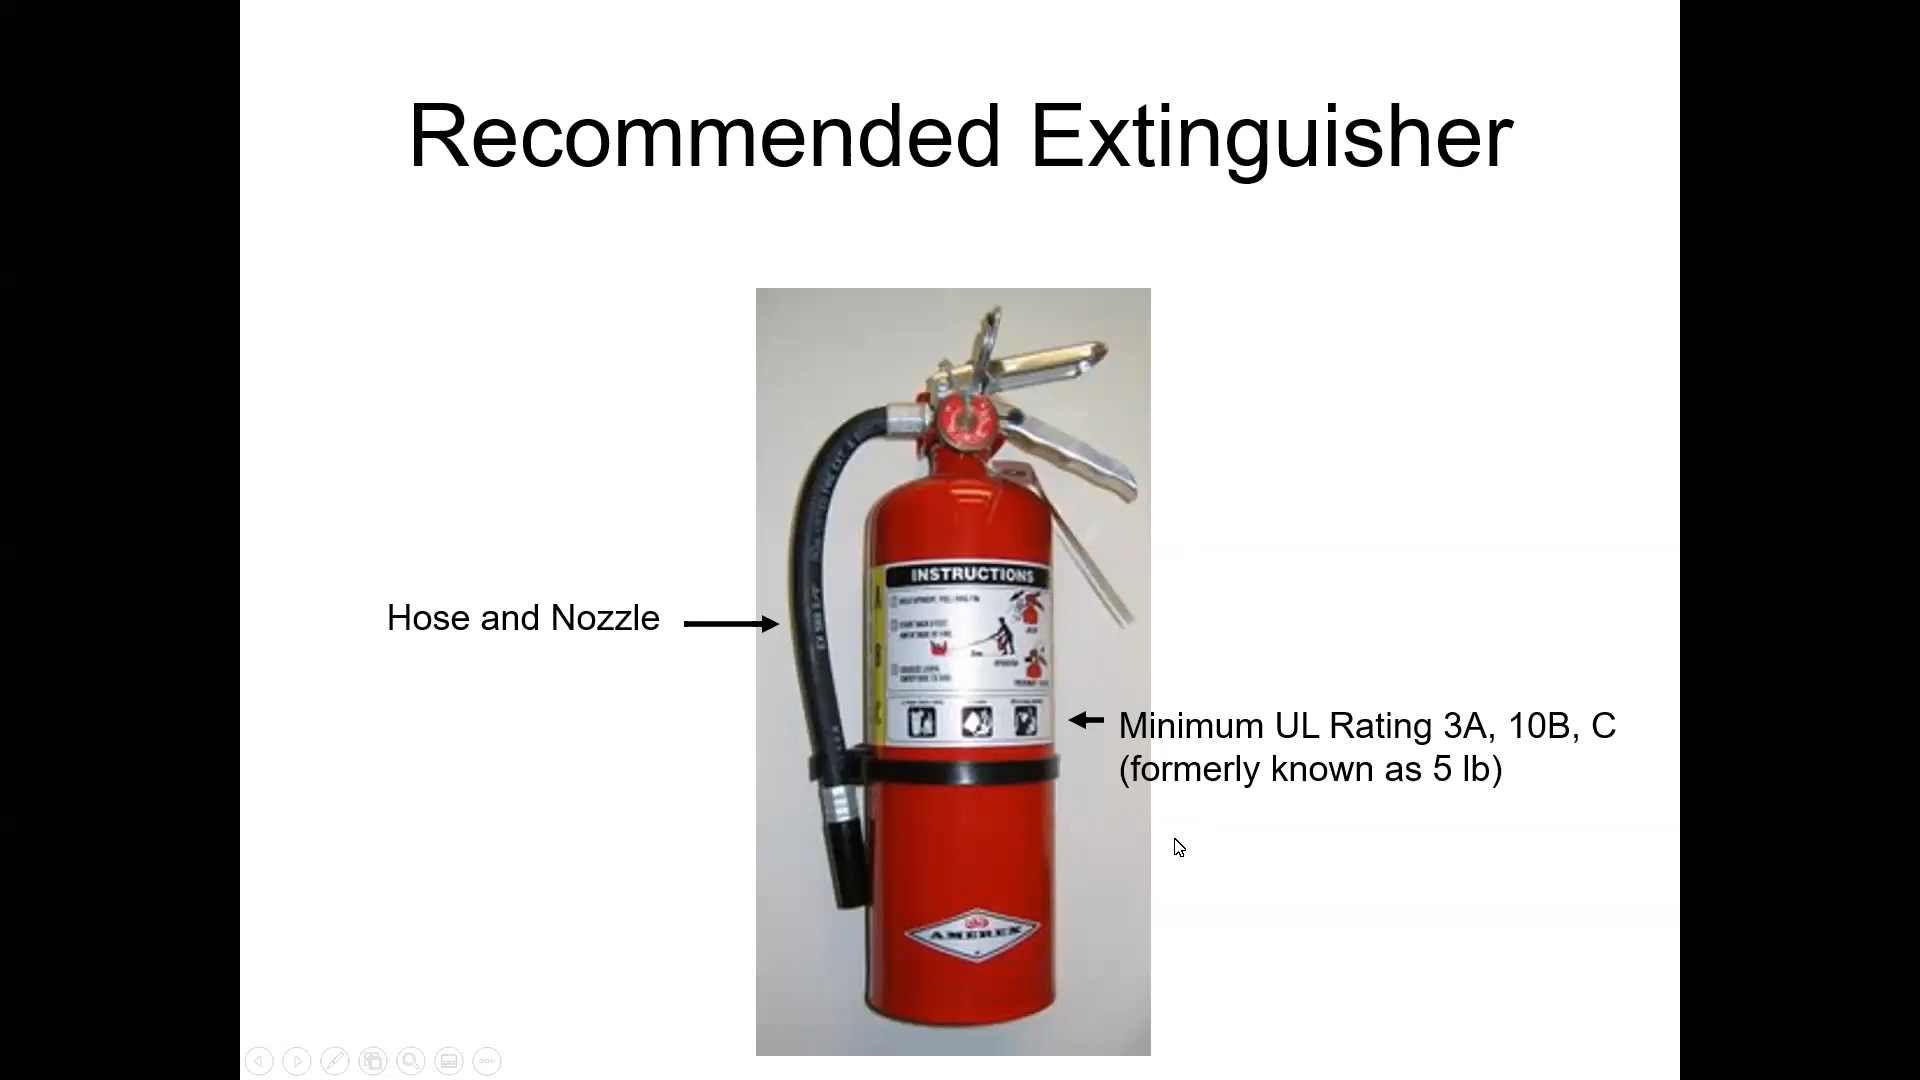 Recommended Extinguisher
INSTRUCTIONS
Hose and Nozzle
Minimum UL Rating 3A, 10B, C
(formerly known as 5 lb)
AMEREX